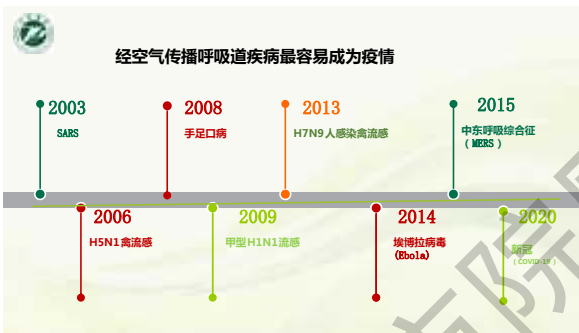 经空气传播呼吸道疾病最容易成为疫情
2003
SARS
2008
手足口病
2013
H7N9人感染禽流感
2015
中东呼吸综合征
（MERS）
2006
H5N1禽流感
2009
甲型H1N1流感
2014
埃博拉病毒
(Ebola)
2020
新冠
（COVID-19）
院